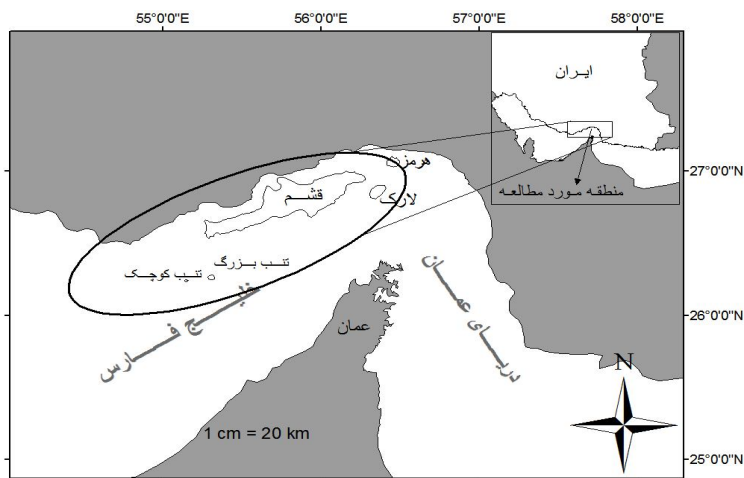 55°0'0"E
56°0'0"E
57°0'0"E
58°0'0"E
ایران
منطقه مورد مطالعه
27°0'0"N
هرمز
لارک
قشم
تنب بزرگ
تنب کوچک
خلیج فارس
دریای عمان
عمان
26°0'0"N
N
1 cm = 20 km
25°0'0"N